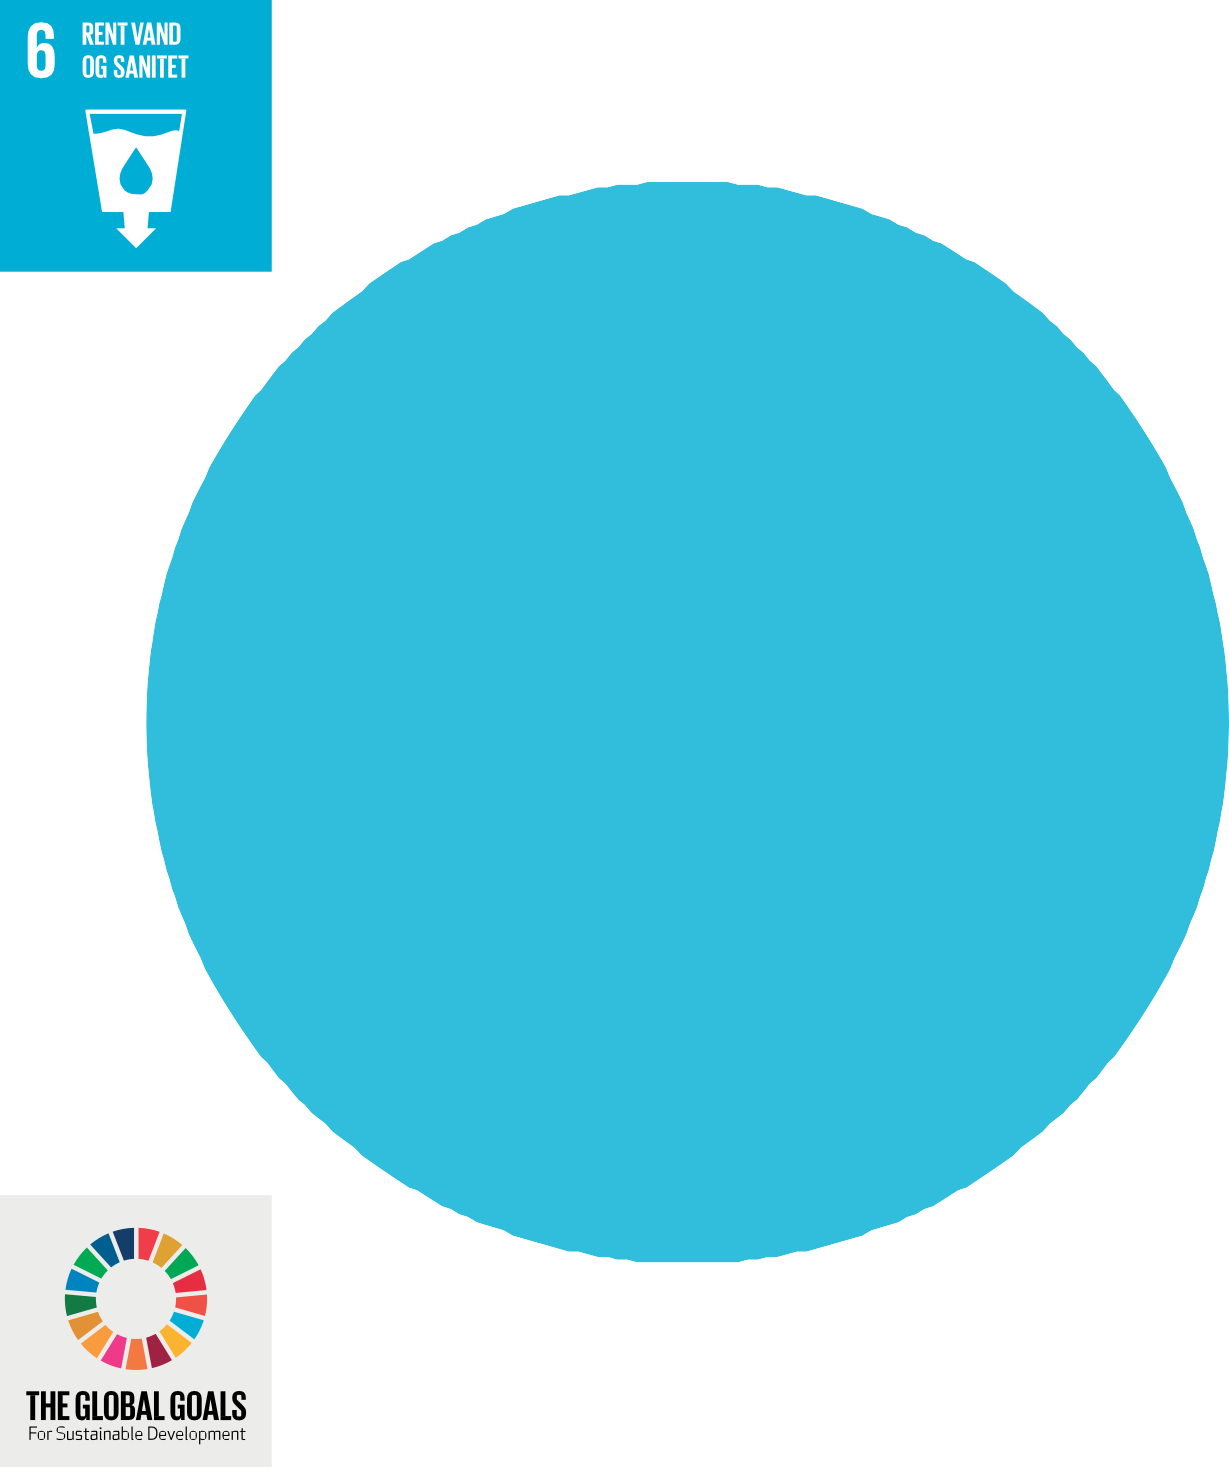 6 RENT VAND
OG SANITET
THE GLOBAL GOALS
For Sustainable Development